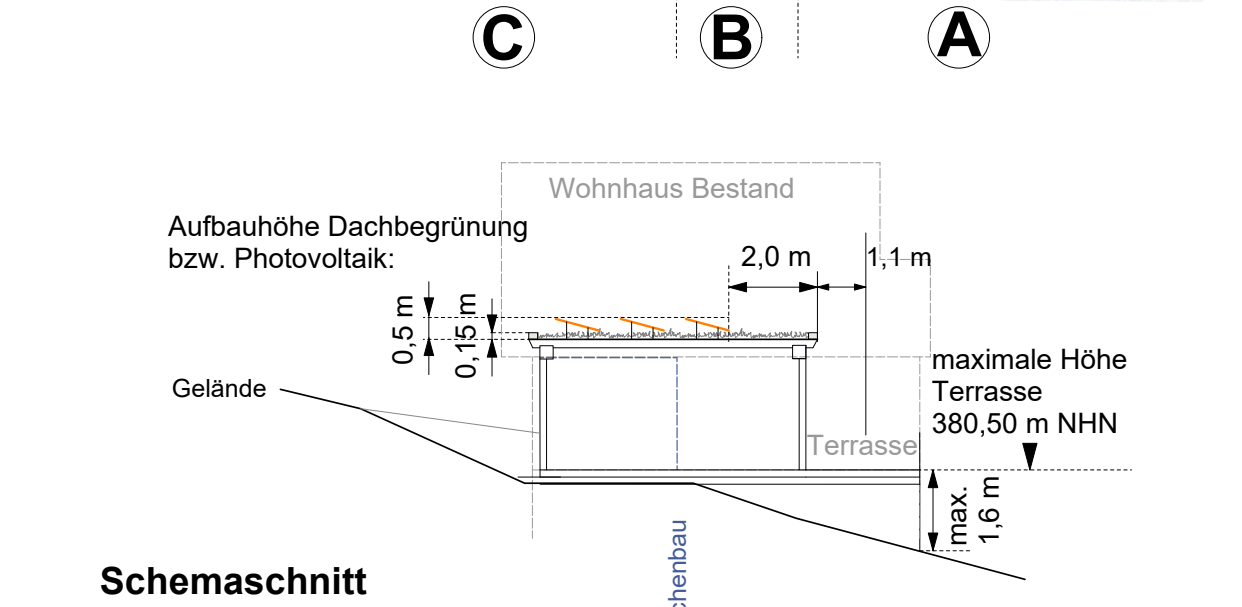 C B A
Wohnhaus Bestand
Aufbauhöhe Dachbegrünung
bzw. Photovoltaik:
2,0 m
1,1 m
0,5 m
0,15 m
maximale Höhe
Terrasse
380,50 m NHN
Gelände
Terrasse
max.
1,6 m
chenbau
Schemaschnitt